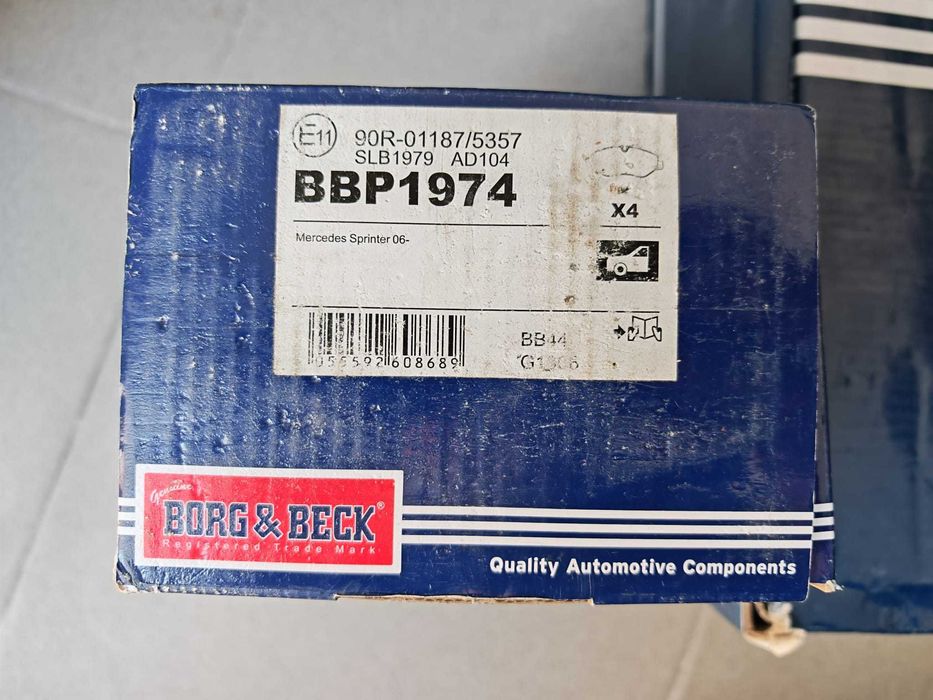 E11
90R-01187/5357
SLB1979 AD104
BBP1974
X4
Mercedes Sprinter 06-
BB44
Genuine
BORG & BECK®
Registered Trade Mark
Quality Automotive Components